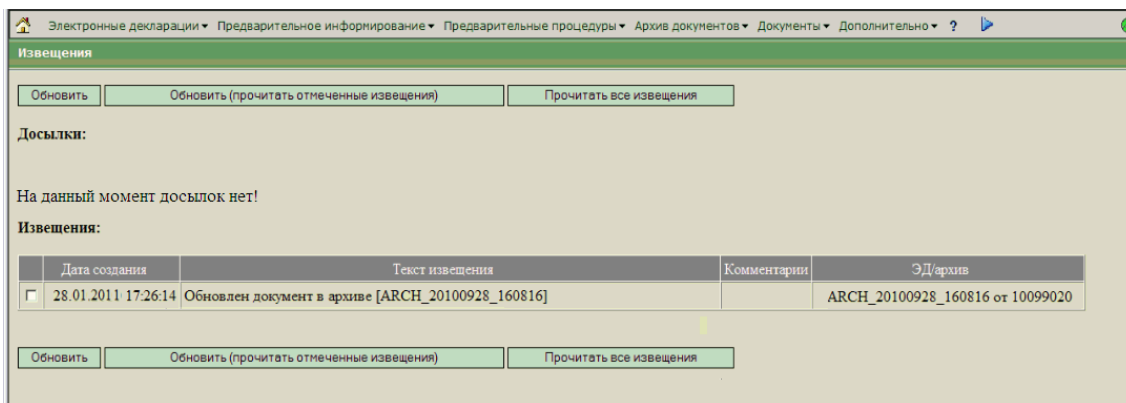 Электронные декларации Предварительное информирование Предварительные процедуры Архив документов Документы Дополнительно ?
Извещения
Обновить Обновить (прочитать отмеченные извещения) Прочитать все извещения
Досылки:
На данный момент досылок нет!
Извещения:
Дата создания Текст извещения Комментарии ЭД/архив
28.01.2011 17:26:14 Обновлен документ в архиве [ARCH_20100928_160816] ARCH_20100928_160816 от 10099020
Обновить Обновить (прочитать отмеченные извещения) Прочитать все извещения